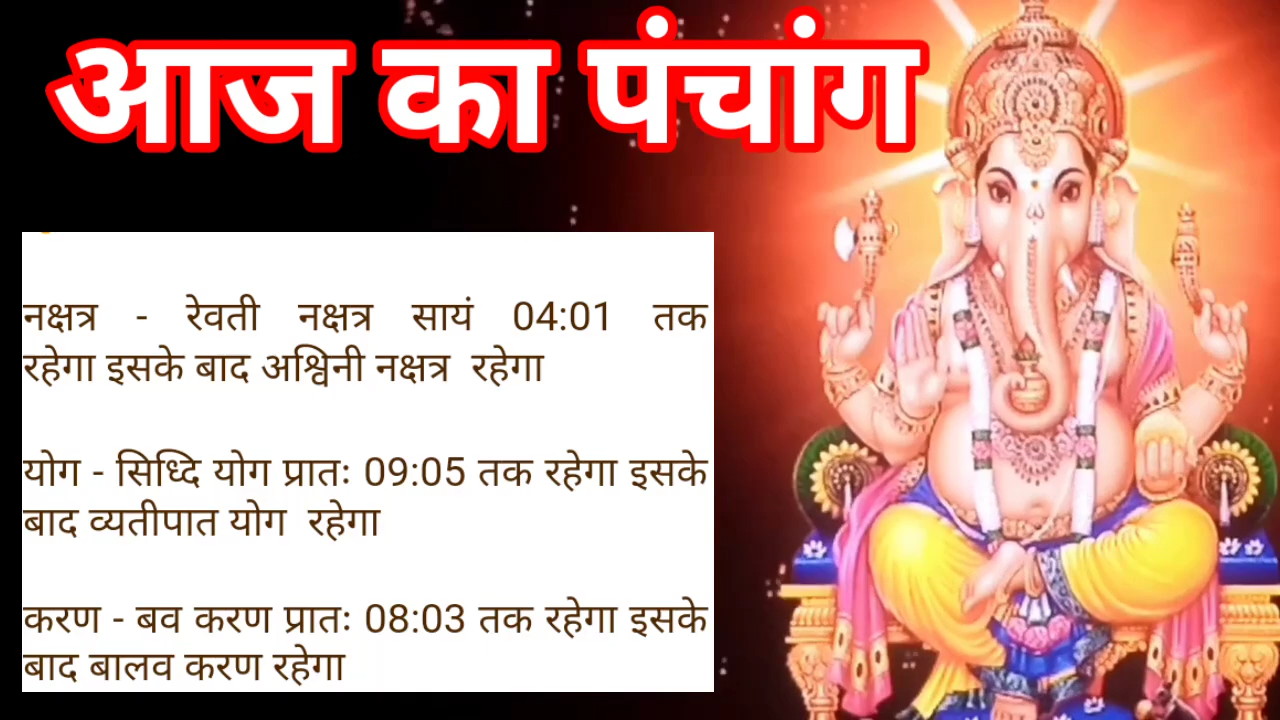 आज का पंचांग
नक्षत्र - रेवती नक्षत्र सायं 04:01 तक
रहेगा इसके बाद अश्विनी नक्षत्र रहेगा
योग - सिध्दि योग प्रातः 09:05 तक रहेगा इसके
बाद व्यतीपात योग रहेगा
करण - बव करण प्रातः 08:03 तक रहेगा इसके
बाद बालव करण रहेगा